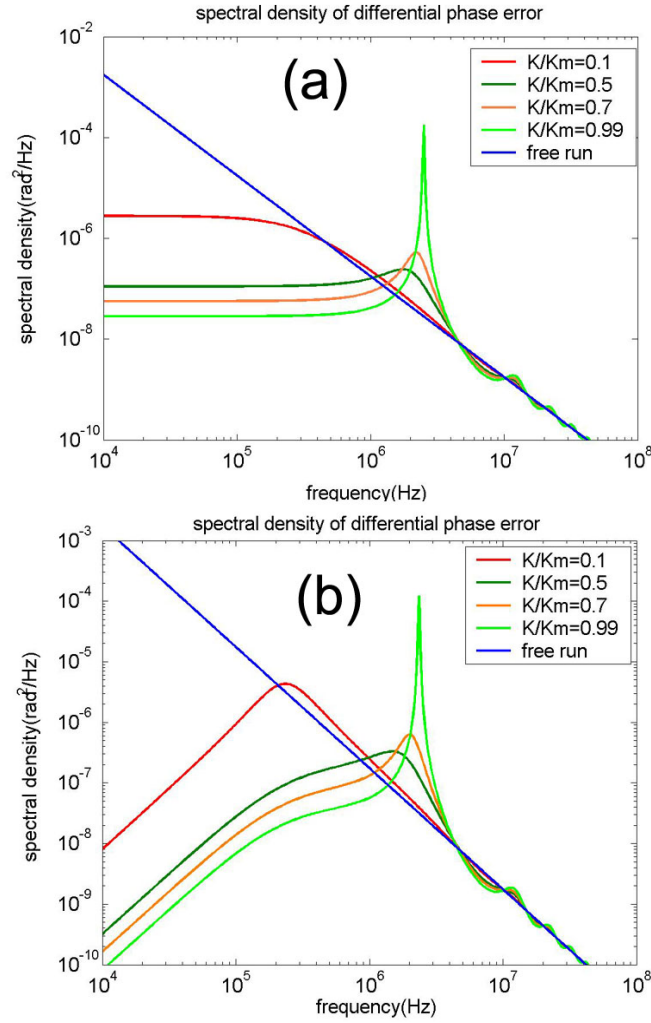 spectral density of differential phase error
10^-2
10^-4
10^-6
10^-8
10^-10
spectral density(rad^2/Hz)
(a)
K/Km=0.1
K/Km=0.5
K/Km=0.7
K/Km=0.99
free run
10^4 10^5 10^6 10^7 10^8
frequency(Hz)
spectral density of differential phase error
10^-3
10^-4
10^-5
10^-6
10^-7
10^-8
10^-9
10^-10
spectral density(rad^2/Hz)
(b)
K/Km=0.1
K/Km=0.5
K/Km=0.7
K/Km=0.99
free run
10^4 10^5 10^6 10^7 10^8
frequency(Hz)